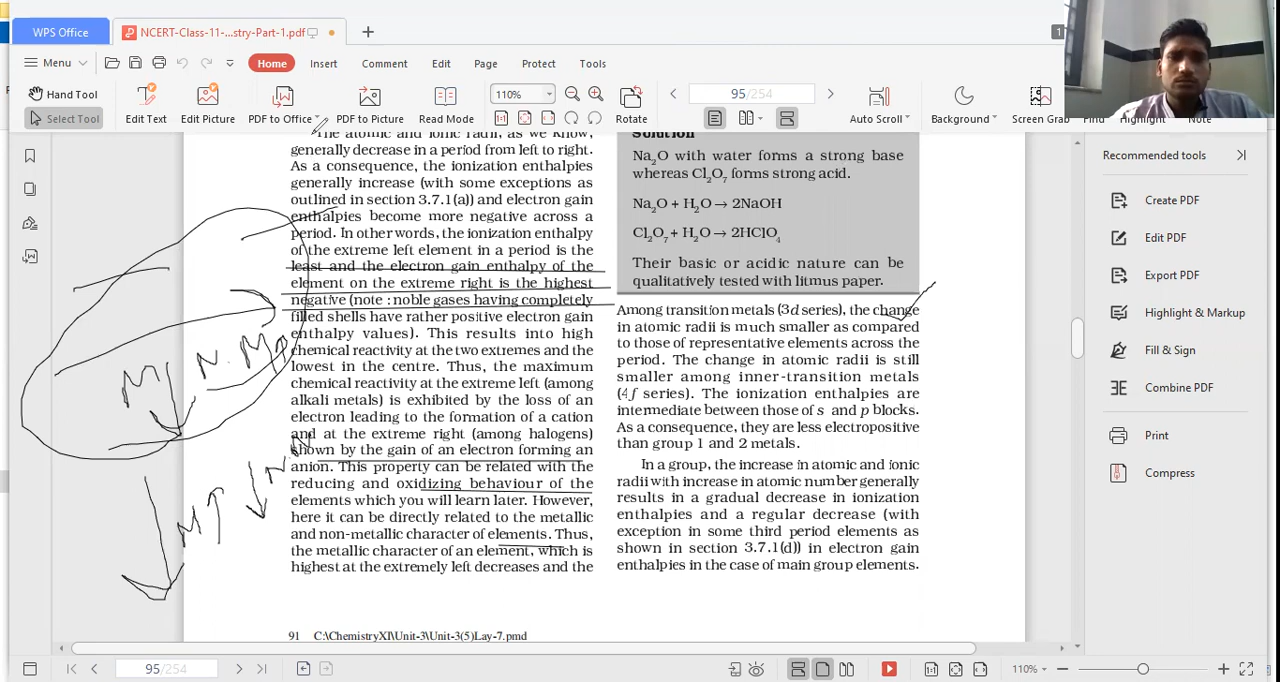 WPS Office
NCERT-Class-11-...stry-Part-1.pdf
1
Menu
Home
Insert
Comment
Edit
Page
Protect
Tools
Hand Tool
Select Tool
Edit Text
Edit Picture
PDF to Office
PDF to Picture
Read Mode
110%
Rotate
95/254
Auto Scroll
Background
Screen Grab
Find
Highlight
Note
The atomic and ionic radii, as we know,
generally decrease in a period from left to right.
As a consequence, the ionization enthalpies
generally increase (with some exceptions as
outlined in section 3.7.1(a)) and electron gain
enthalpies become more negative across a
period. In other words, the ionization enthalpy
of the extreme left element in a period is the
least and the electron gain enthalpy of the
element on the extreme right is the highest
negative (note : noble gases having completely
filled shells have rather positive electron gain
enthalpy values). This results into high
chemical reactivity at the two extremes and the
lowest in the centre. Thus, the maximum
chemical reactivity at the extreme left (among
alkali metals) is exhibited by the loss of an
electron leading to the formation of a cation
and at the extreme right (among halogens)
shown by the gain of an electron forming an
anion. This property can be related with the
reducing and oxidizing behaviour of the
elements which you will learn later. However,
here it can be directly related to the metallic
and non-metallic character of elements. Thus,
the metallic character of an element, which is
highest at the extremely left decreases and the
Solution
Na₂O with water forms a strong base
whereas Cl₂O₇ forms strong acid.
Na₂O + H₂O → 2NaOH
Cl₂O₇ + H₂O → 2HClO₄
Their basic or acidic nature can be
qualitatively tested with litmus paper.
Among transition metals (3d series), the change
in atomic radii is much smaller as compared
to those of representative elements across the
period. The change in atomic radii is still
smaller among inner-transition metals
(4f series). The ionization enthalpies are
intermediate between those of s and p blocks.
As a consequence, they are less electropositive
than group 1 and 2 metals.
In a group, the increase in atomic and ionic
radii with increase in atomic number generally
results in a gradual decrease in ionization
enthalpies and a regular decrease (with
exception in some third period elements as
shown in section 3.7.1(d)) in electron gain
enthalpies in the case of main group elements.
91 C:\ChemistryXI\Unit-3\Unit-3(5)Lay-7.pmd
Recommended tools
Create PDF
Edit PDF
Export PDF
Highlight & Markup
Fill & Sign
Compress PDF
Print
Compress
95/254
110%